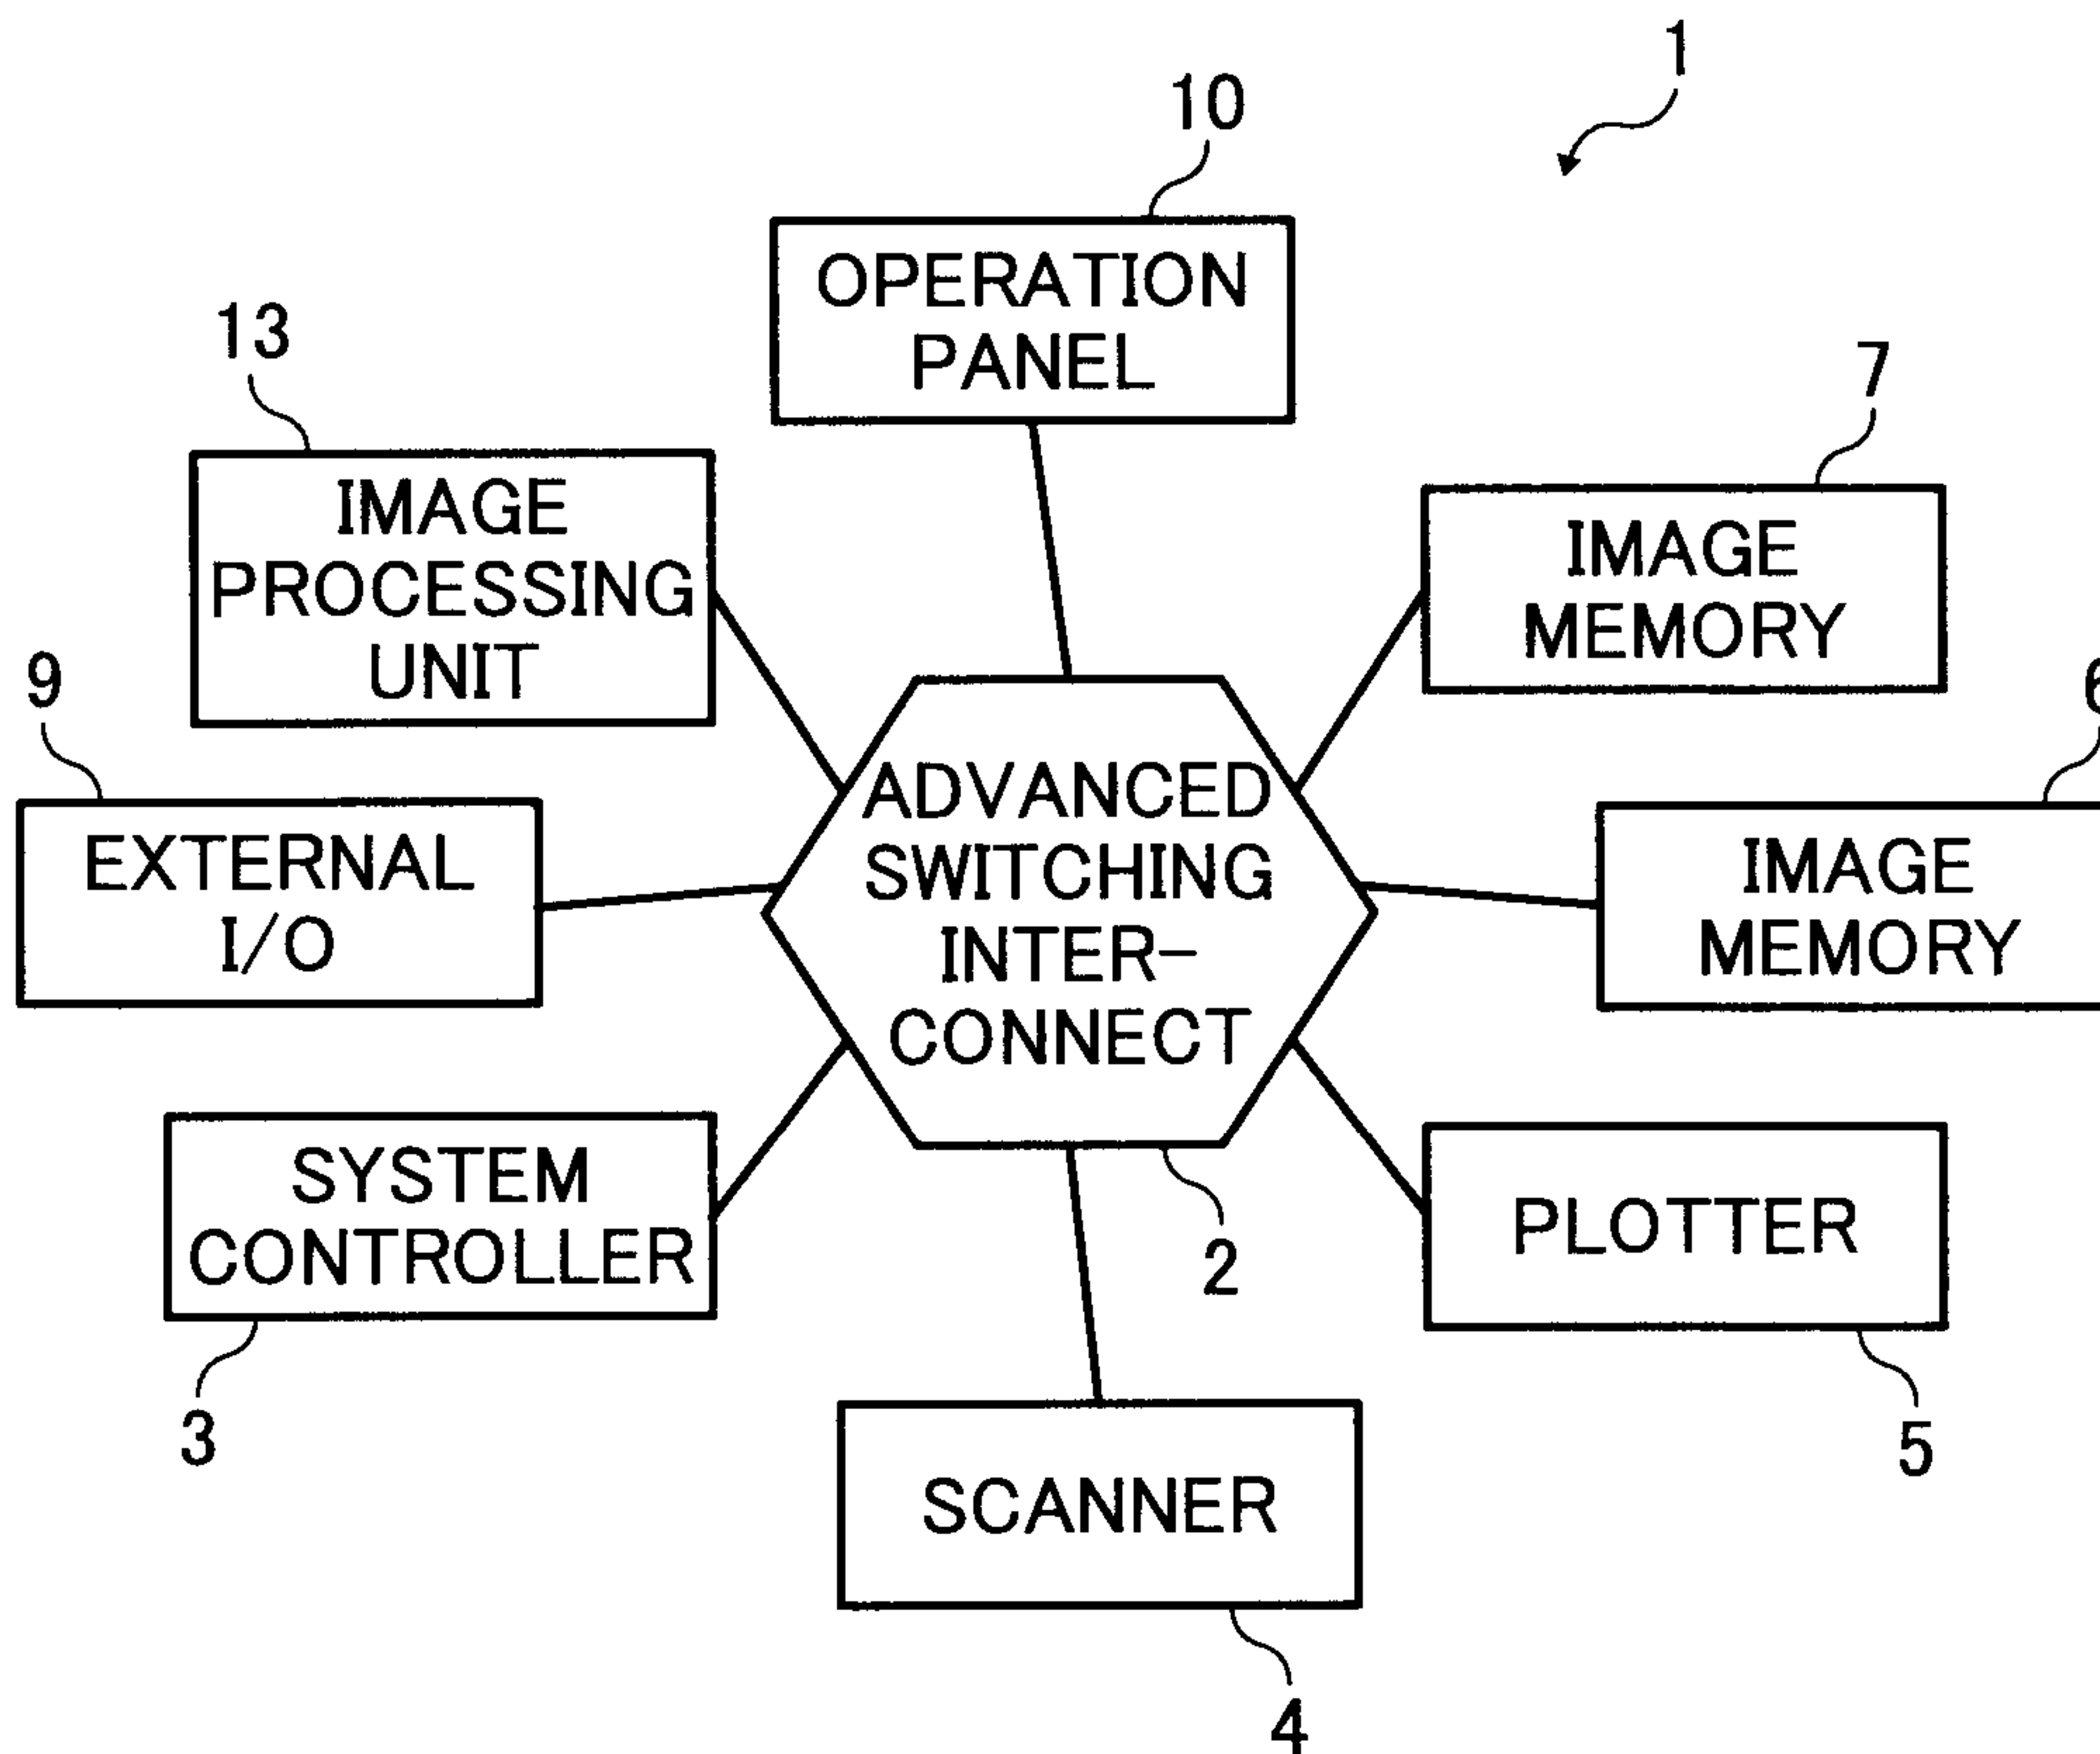 1
10
OPERATION
PANEL
13
IMAGE
PROCESSING
UNIT
7
IMAGE
MEMORY
9
EXTERNAL
I/O
ADVANCED
SWITCHING
INTER-
CONNECT
2
6
IMAGE
MEMORY
SYSTEM
CONTROLLER
3
PLOTTER
5
SCANNER
4